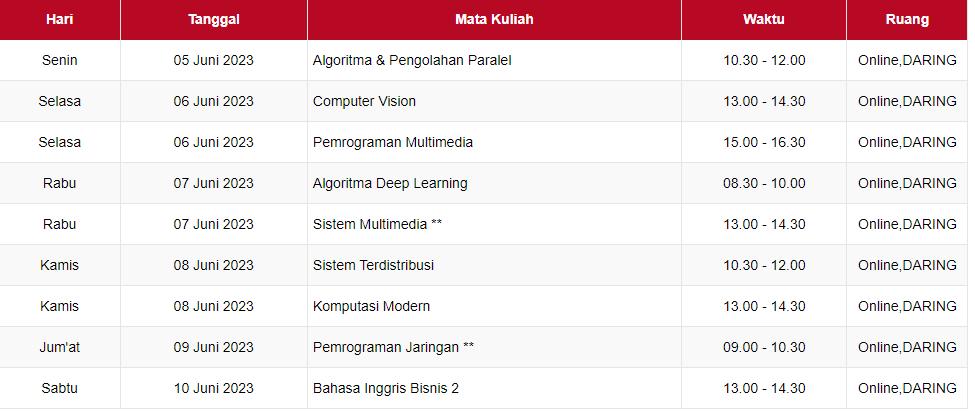 Hari Tanggal Mata Kuliah Waktu Ruang
Senin 05 Juni 2023 Algoritma & Pengolahan Paralel 10.30 - 12.00 Online,DARING
Selasa 06 Juni 2023 Computer Vision 13.00 - 14.30 Online,DARING
Selasa 06 Juni 2023 Pemrograman Multimedia 15.00 - 16.30 Online,DARING
Rabu 07 Juni 2023 Algoritma Deep Learning 08.30 - 10.00 Online,DARING
Rabu 07 Juni 2023 Sistem Multimedia ** 13.00 - 14.30 Online,DARING
Kamis 08 Juni 2023 Sistem Terdistribusi 10.30 - 12.00 Online,DARING
Kamis 08 Juni 2023 Komputasi Modern 13.00 - 14.30 Online,DARING
Jum'at 09 Juni 2023 Pemrograman Jaringan ** 09.00 - 10.30 Online,DARING
Sabtu 10 Juni 2023 Bahasa Inggris Bisnis 2 13.00 - 14.30 Online,DARING